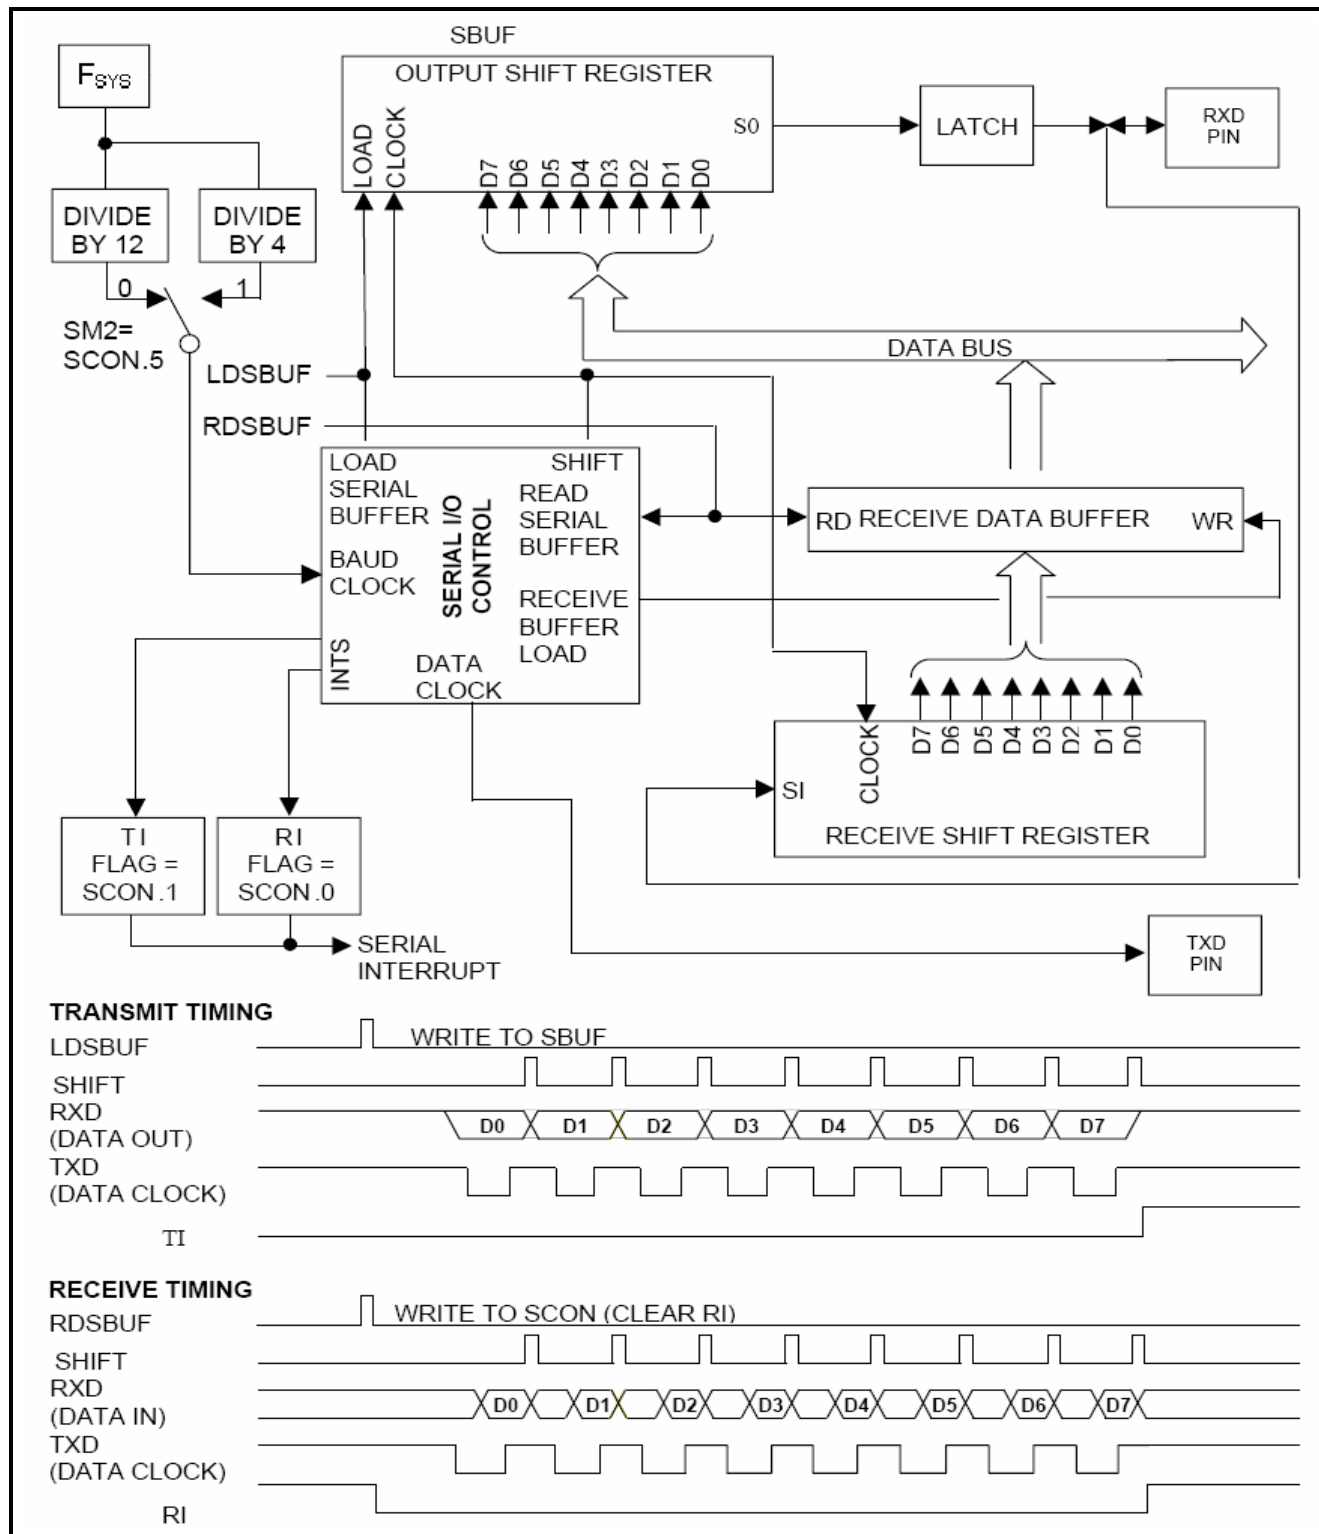 SBUF
F_SYS
OUTPUT SHIFT REGISTER
LOAD
CLOCK
D7
D6
D5
D4
D3
D2
D1
D0
S0
LATCH
RXD
PIN
DIVIDE
BY 12
DIVIDE
BY 4
0
1
SM2=
SCON.5
DATA BUS
LDSBUF
RDSBUF
LOAD
SERIAL
BUFFER
SHIFT
READ
SERIAL
BUFFER
SERIAL I/O
CONTROL
BAUD
CLOCK
RECEIVE
BUFFER
LOAD
INTS
DATA
CLOCK
RD RECEIVE DATA BUFFER WR
CLOCK
D7
D6
D5
D4
D3
D2
D1
D0
SI
RECEIVE SHIFT REGISTER
TI
FLAG =
SCON.1
RI
FLAG =
SCON.0
SERIAL
INTERRUPT
TXD
PIN
TRANSMIT TIMING
LDSBUF
WRITE TO SBUF
SHIFT
RXD
(DATA OUT)
D0 D1 D2 D3 D4 D5 D6 D7
TXD
(DATA CLOCK)
TI
RECEIVE TIMING
RDSBUF
WRITE TO SCON (CLEAR RI)
SHIFT
RXD
(DATA IN)
D0 D1 D2 D3 D4 D5 D6 D7
TXD
(DATA CLOCK)
RI